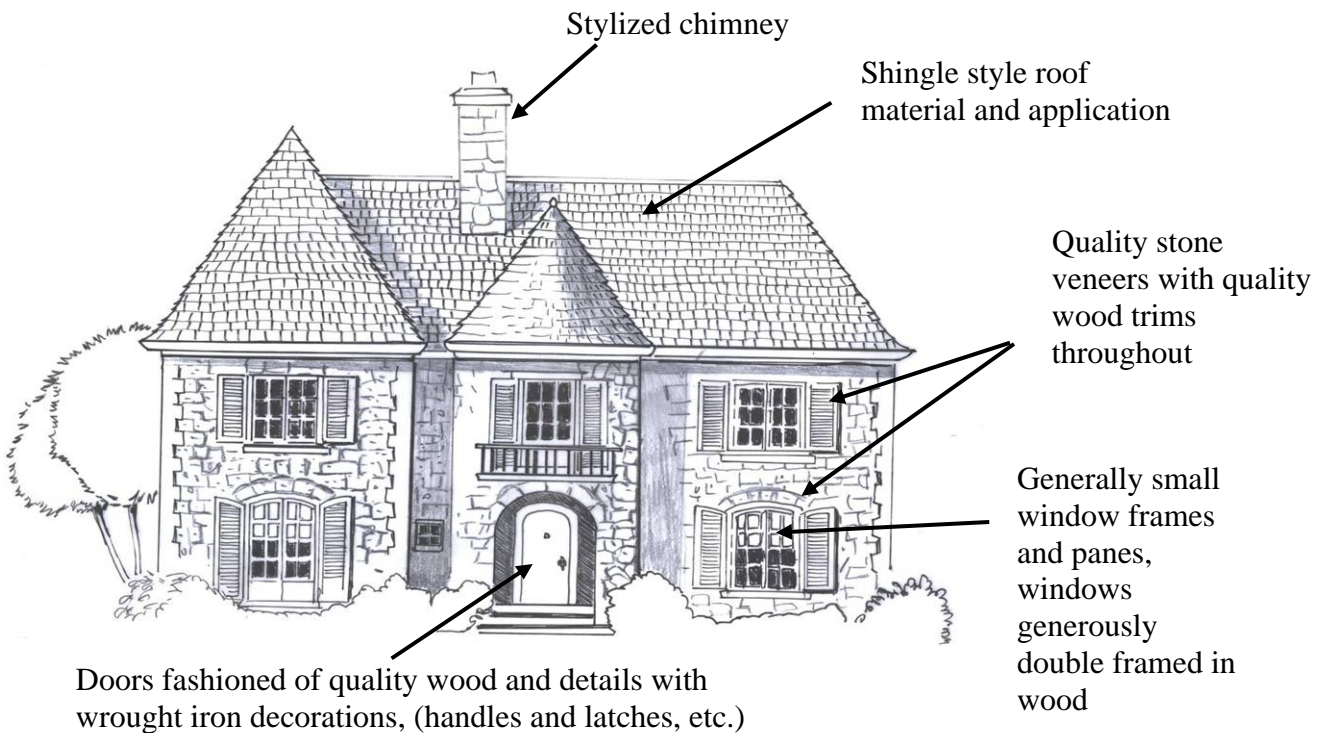 Stylized chimney
Shingle style roof
material and application
Quality stone
veneers with quality
wood trims
throughout
Generally small
window frames
and panes,
windows
generously
double framed in
wood
Doors fashioned of quality wood and details with
wrought iron decorations, (handles and latches, etc.)